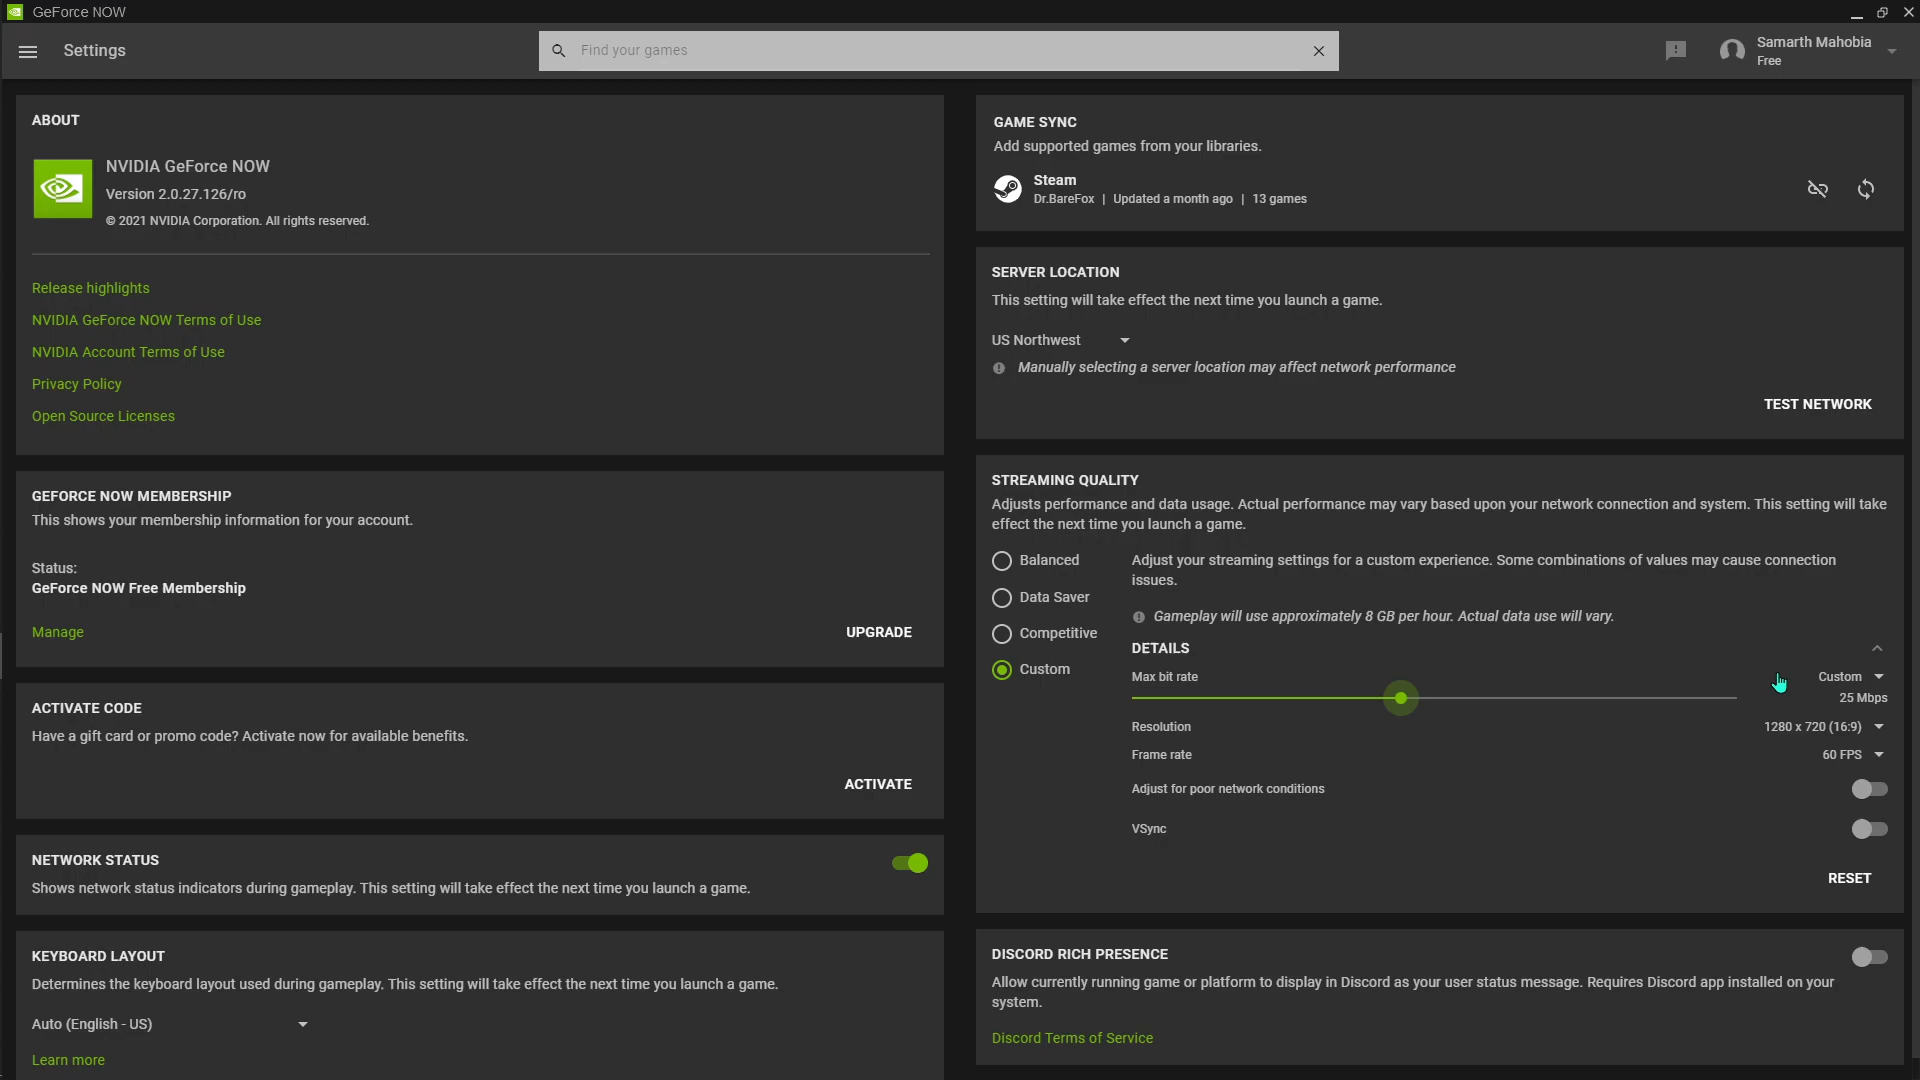 GeForce NOW
Settings
Find your games
Samarth Mahobia
Free
ABOUT
NVIDIA GeForce NOW
Version 2.0.27.126/ro
© 2021 NVIDIA Corporation. All rights reserved.
Release highlights
NVIDIA GeForce NOW Terms of Use
NVIDIA Account Terms of Use
Privacy Policy
Open Source Licenses
GEFORCE NOW MEMBERSHIP
This shows your membership information for your account.
Status:
GeForce NOW Free Membership
Manage
UPGRADE
ACTIVATE CODE
Have a gift card or promo code? Activate now for available benefits.
ACTIVATE
NETWORK STATUS
Shows network status indicators during gameplay. This setting will take effect the next time you launch a game.
KEYBOARD LAYOUT
Determines the keyboard layout used during gameplay. This setting will take effect the next time you launch a game.
Auto (English - US)
Learn more
GAME SYNC
Add supported games from your libraries.
Steam
Dr.BareFox | Updated a month ago | 13 games
SERVER LOCATION
This setting will take effect the next time you launch a game.
US Northwest
Manually selecting a server location may affect network performance
TEST NETWORK
STREAMING QUALITY
Adjusts performance and data usage. Actual performance may vary based upon your network connection and system. This setting will take
effect the next time you launch a game.
Balanced
Data Saver
Competitive
Custom
Adjust your streaming settings for a custom experience. Some combinations of values may cause connection
issues.
Gameplay will use approximately 8 GB per hour. Actual data use will vary.
DETAILS
Max bit rate
Custom
25 Mbps
Resolution
1280 x 720 (16:9)
Frame rate
60 FPS
Adjust for poor network conditions
VSync
RESET
DISCORD RICH PRESENCE
Allow currently running game or platform to display in Discord as your user status message. Requires Discord app installed on your
system.
Discord Terms of Service